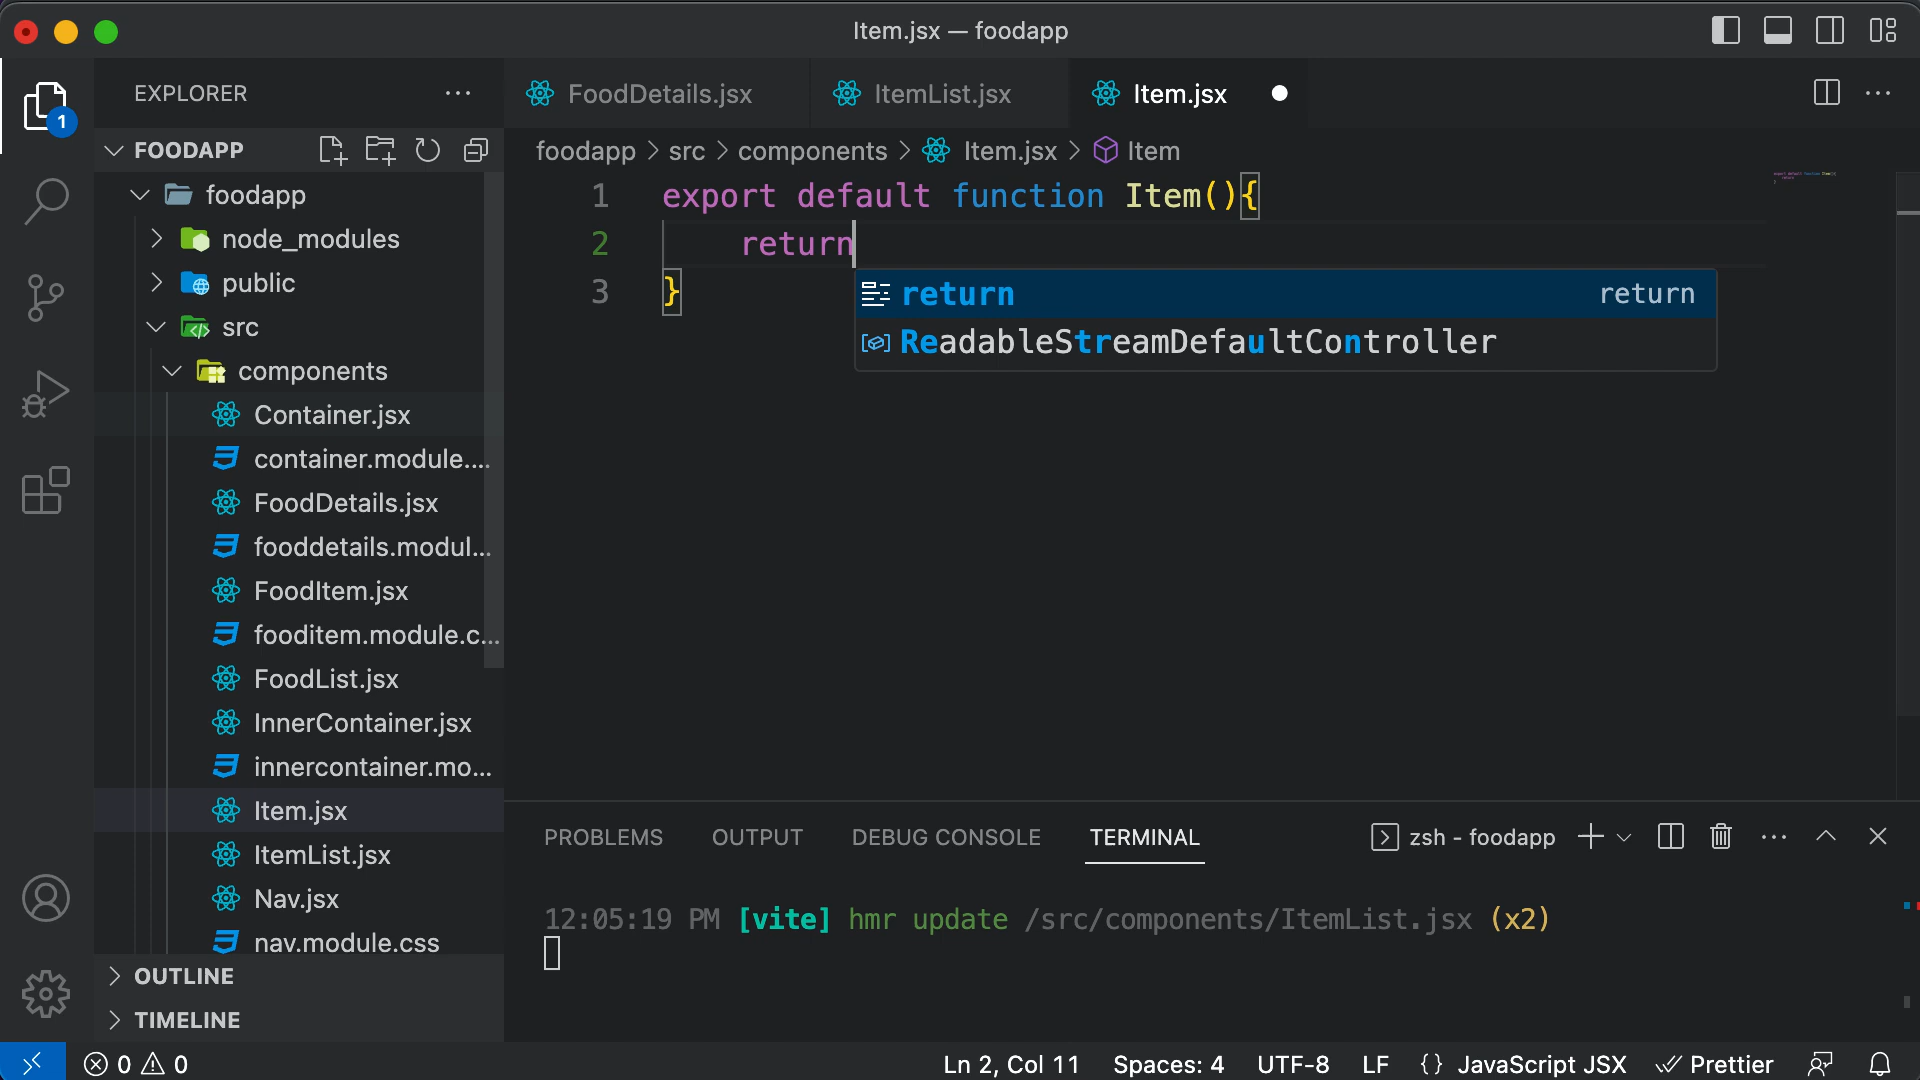 Item.jsx — foodapp
EXPLORER
FoodDetails.jsx
ItemList.jsx
Item.jsx
1
FOODAPP
foodapp > src > components > Item.jsx > Item
foodapp
node_modules
public
src
components
Container.jsx
container.module....
FoodDetails.jsx
fooddetails.modul...
FoodItem.jsx
fooditem.module.c...
FoodList.jsx
InnerContainer.jsx
innercontainer.mo...
Item.jsx
ItemList.jsx
Nav.jsx
nav.module.css
OUTLINE
TIMELINE
1 export default function Item(){
2 return
3 }
return return
ReadableStreamDefaultController
PROBLEMS OUTPUT DEBUG CONSOLE TERMINAL zsh - foodapp
12:05:19 PM [vite] hmr update /src/components/ItemList.jsx (x2)
0 0 Ln 2, Col 11 Spaces: 4 UTF-8 LF {} JavaScript JSX Prettier